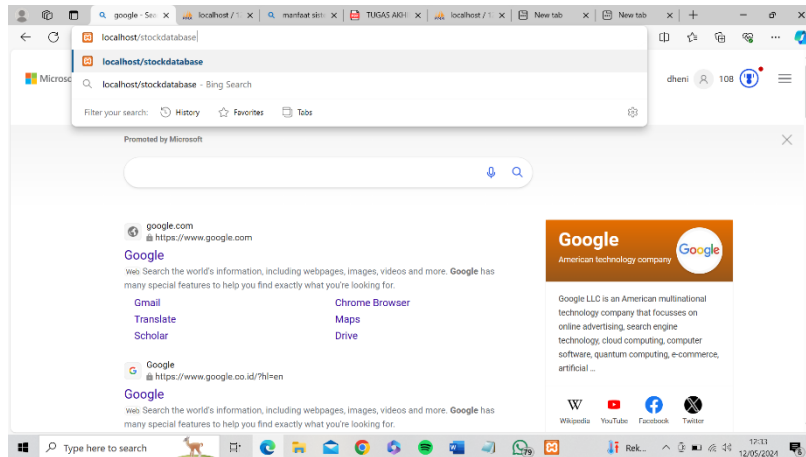 google - Sea
localhost / 1
manfaat sist
TUGAS AKH
localhost / 1
New tab
New tab
localhost/stockdatabase
localhost/stockdatabase
localhost/stockdatabase - Bing Search
Filter your search: History Favorites Tabs
Microso
dheni 108
Promoted by Microsoft
google.com
https://www.google.com
Google
Web Search the world's information, including webpages, images, videos and more. Google has
many special features to help you find exactly what you're looking for.
Gmail Chrome Browser
Translate Maps
Scholar Drive
Google
https://www.google.co.id/?hl=en
Google
Web Search the world's information, including webpages, images, videos and more. Google has
many special features to help you find exactly what you're looking for.
Google
American technology company
Google
Google LLC is an American multinational
technology company that focusses on
online advertising, search engine
technology, cloud computing, computer
software, quantum computing, e-commerce,
artificial ...
W
Wikipedia YouTube Facebook Twitter
Type here to search
79
Rek...
12:33
12/05/2024
6